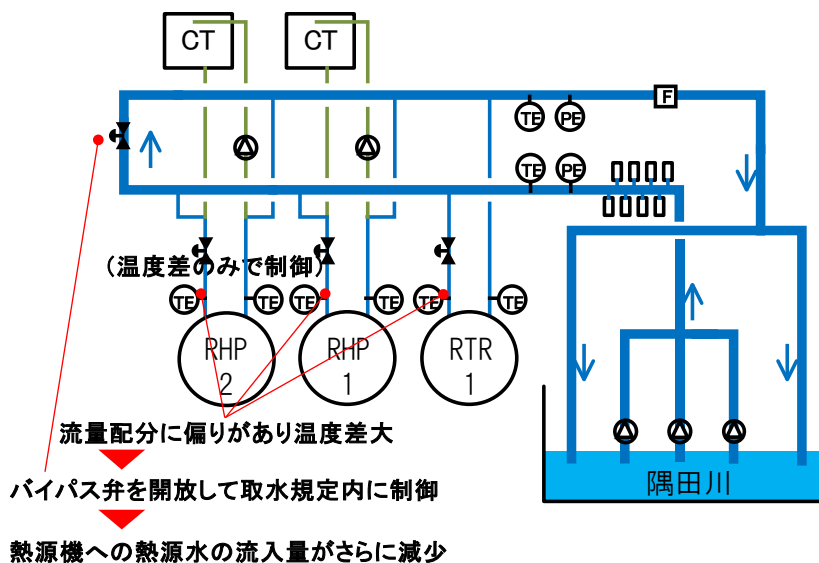 CT
CT
F
TE
PE
TE
PE
(温度差のみで制御)
TE
TE
TE
TE
TE
TE
RHP
2
RHP
1
RTR
1
流量配分に偏りがあり温度差大
バイパス弁を開放して取水規定内に制御
隅田川
熱源機への熱源水の流入量がさらに減少